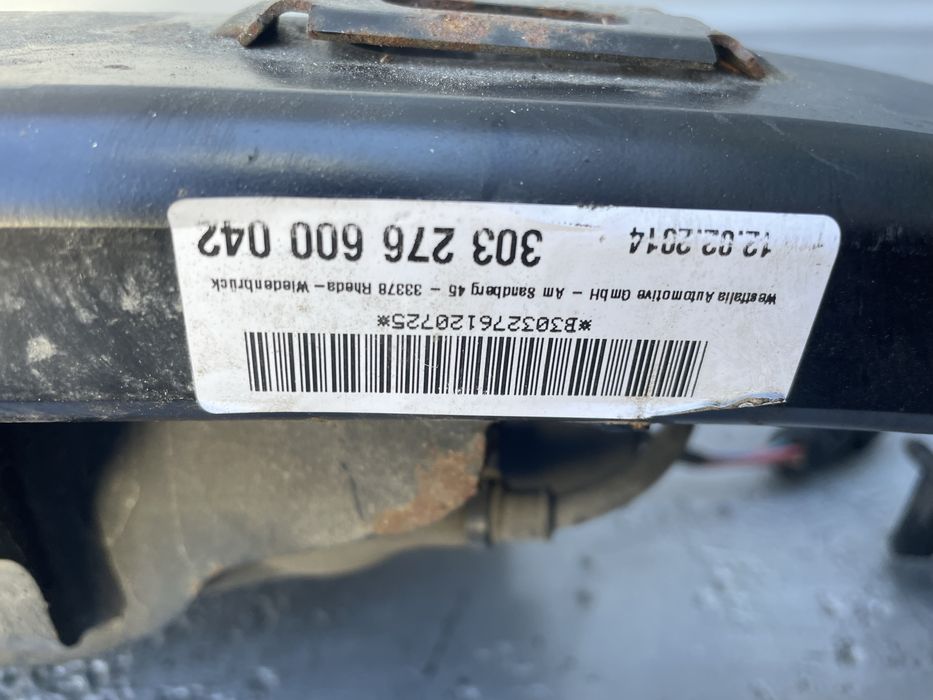 *B303276120725*
Westfalia Automotive GmbH - Am Sandberg 45 - 33378 Rheda-Wiedenbrück
12.02.2014 303 276 600 042